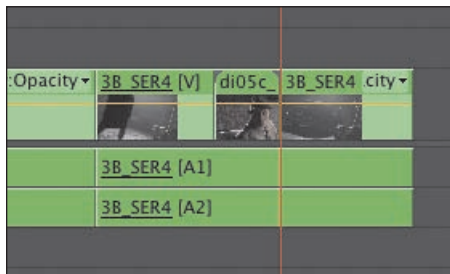 :Opacity 3B_SER4 [V] di05c_ 3B_SER4 .city
3B_SER4 [A1]
3B_SER4 [A2]